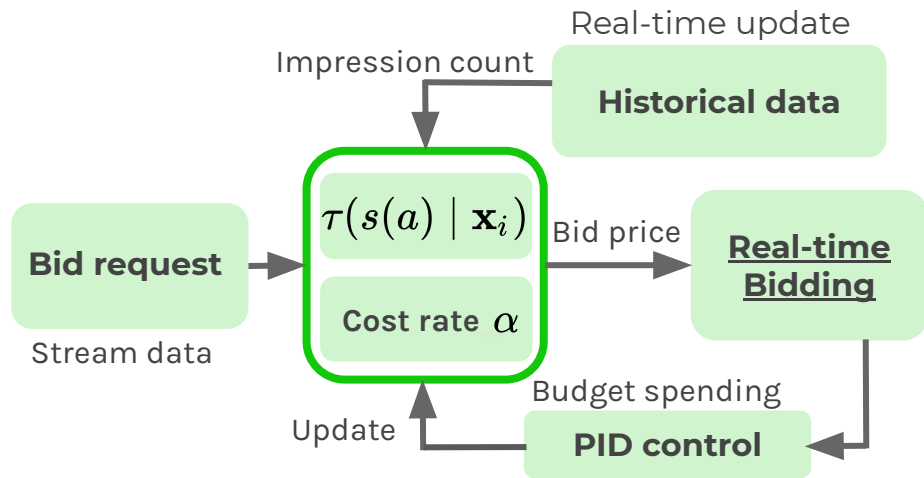 Real-time update
Impression count
Historical data
τ(s(a) | 𝐱ᵢ)
Bid price
Real-time
Bidding
Bid request
Cost rate α
Stream data
Budget spending
Update
PID control